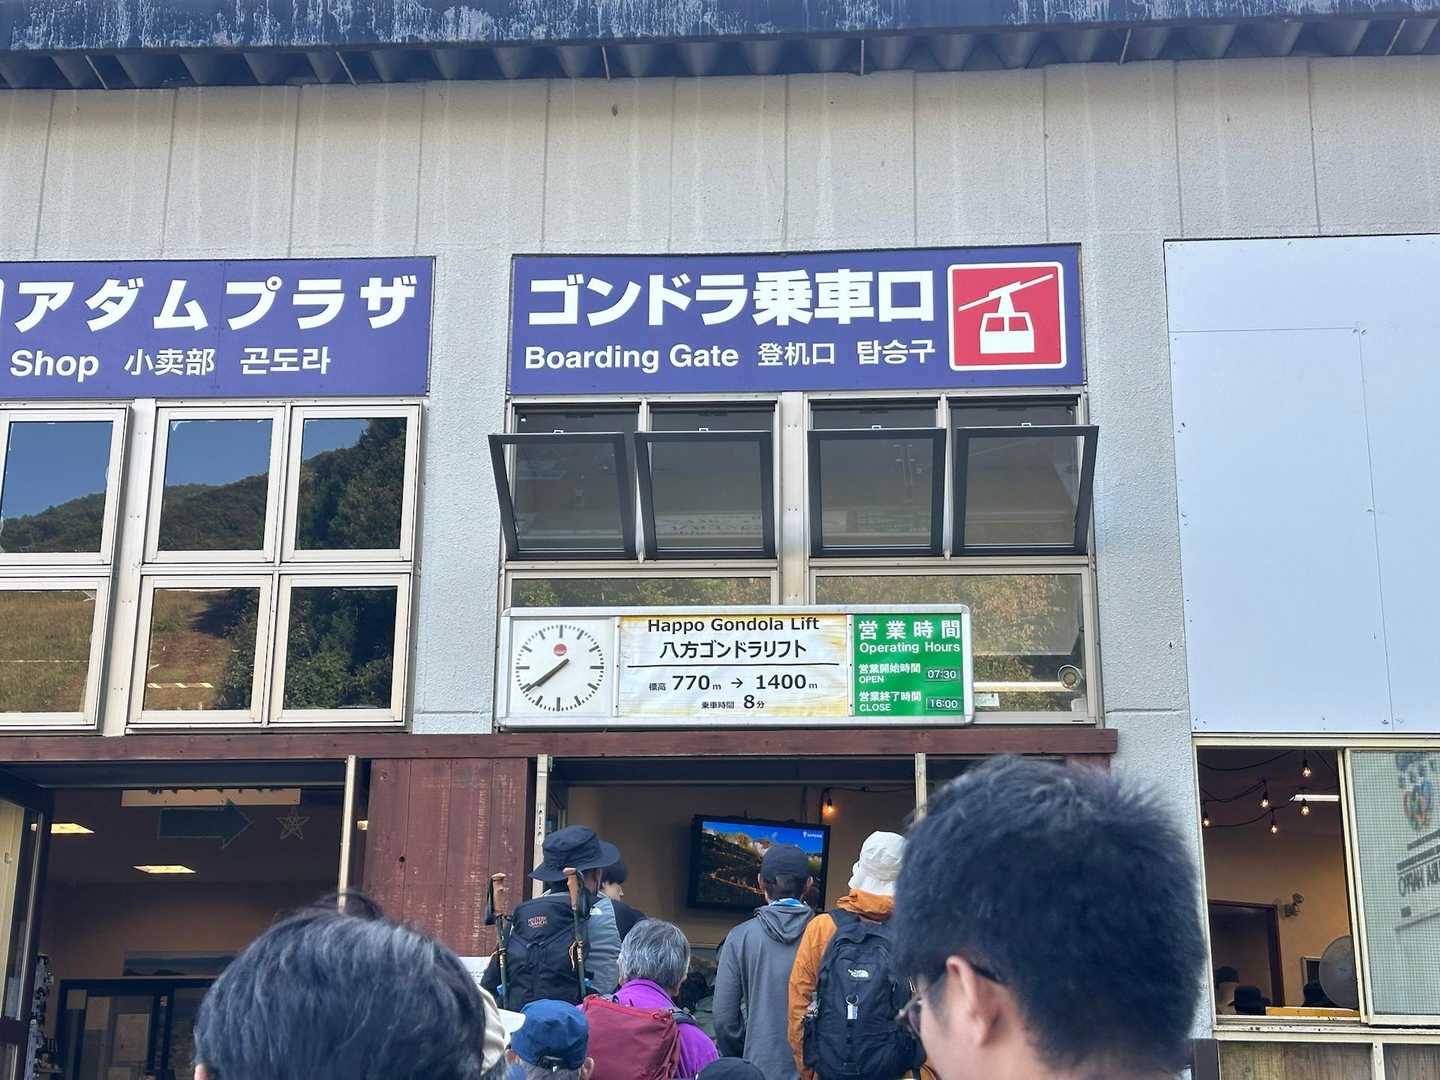 アダムプラザ
Shop 小卖部 곤도라
ゴンドラ乗車口
Boarding Gate 登机口 탑승구
Happo Gondola Lift
八方ゴンドラリフト
標高 770m → 1400m
乗車時間 8分
営業時間
Operating Hours
営業開始時間
OPEN 07:30
営業終了時間
CLOSE 16:00